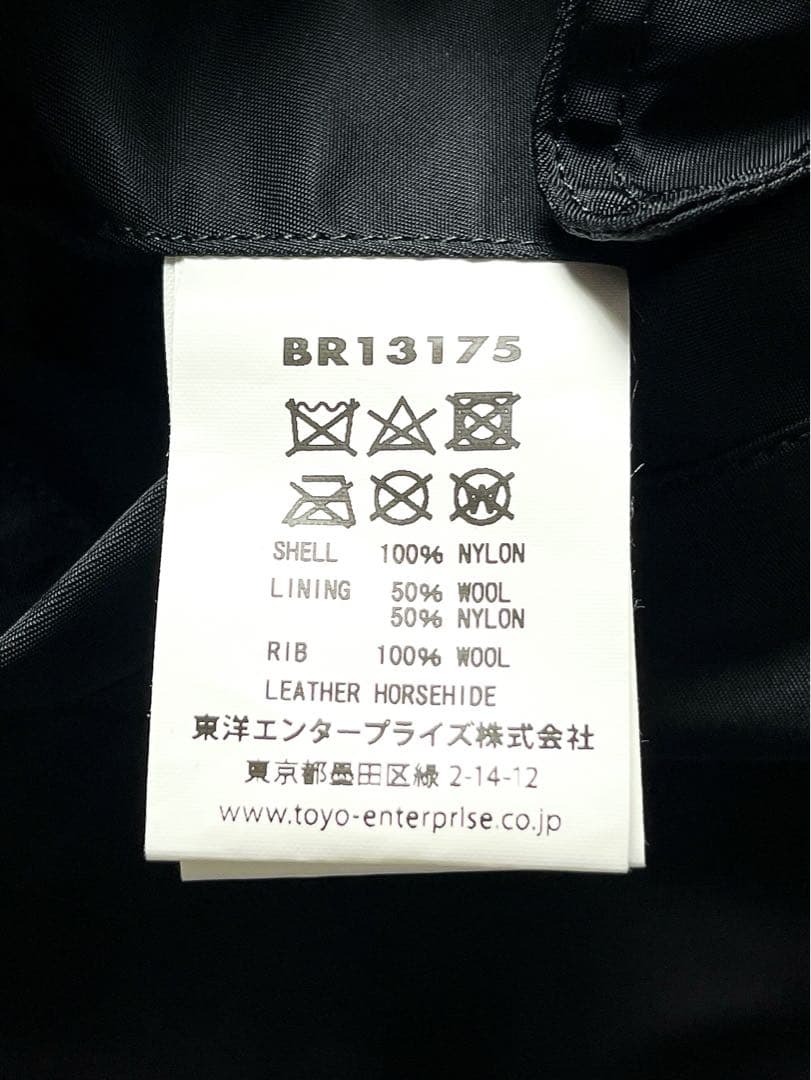 BR13175
W
SHELL 100% NYLON
LINING 50% WOOL
50% NYLON
RIB 100% WOOL
LEATHER HORSEHIDE
東洋エンタープライズ株式会社
東京都墨田区緑 2-14-12
www.toyo-enterprise.co.jp